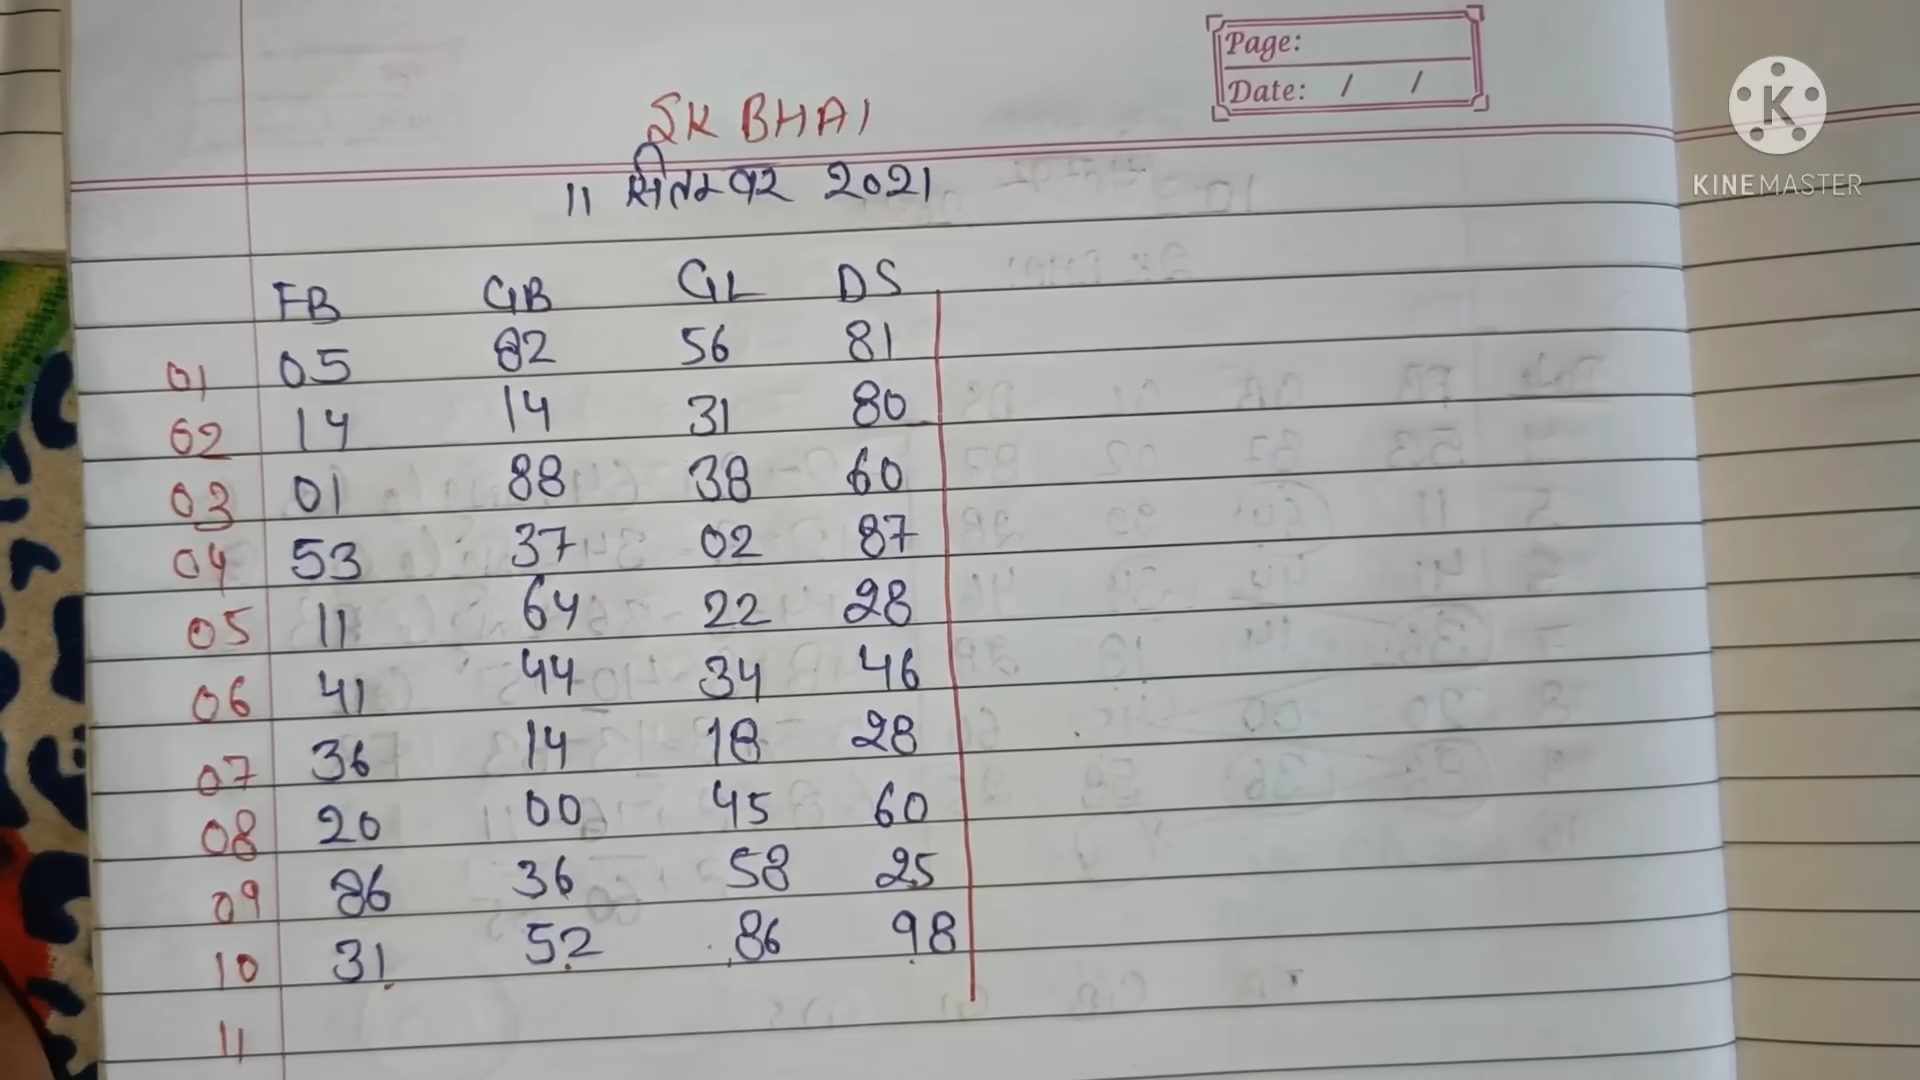 Page:
Date: / /
K
KINEMASTER
SK BHAI
11 सितम्बर 2021
FB GB GL DS
01 05 82 56 81
02 14 14 31 80
03 01 88 38 60
04 53 37 02 87
05 11 64 22 28
06 41 44 34 46
07 36 14 18 28
08 20 00 45 60
09 86 36 58 25
10 31 52 86 98
11